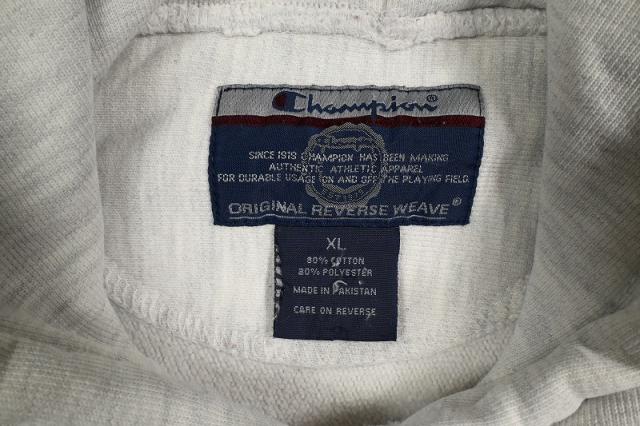 Champion®
SINCE 1919 CHAMPION HAS BEEN MAKING
AUTHENTIC ATHLETIC APPAREL
FOR DURABLE USAGE ON AND OFF THE PLAYING FIELD.
ORIGINAL REVERSE WEAVE®
XL
80% COTTON
20% POLYESTER
MADE IN PAKISTAN
CARE ON REVERSE